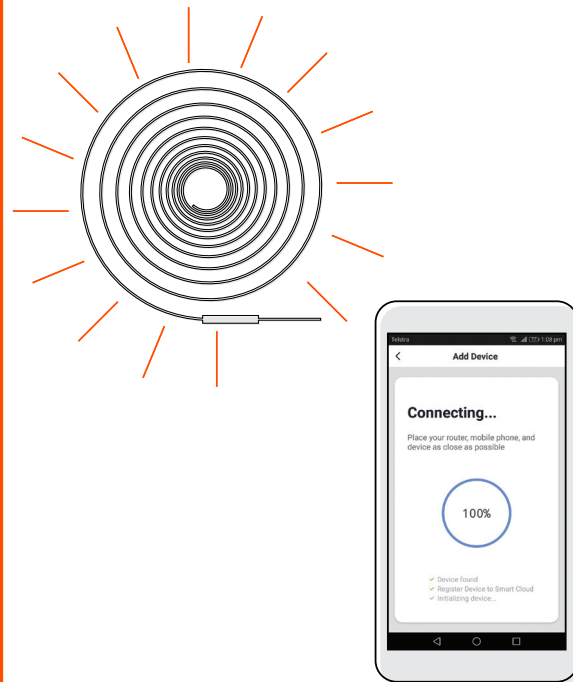 Telstra 1:08 pm
Add Device
Connecting...
Place your router, mobile phone, and
device as close as possible
100%
Device found
Register Device to Smart Cloud
Initializing device...